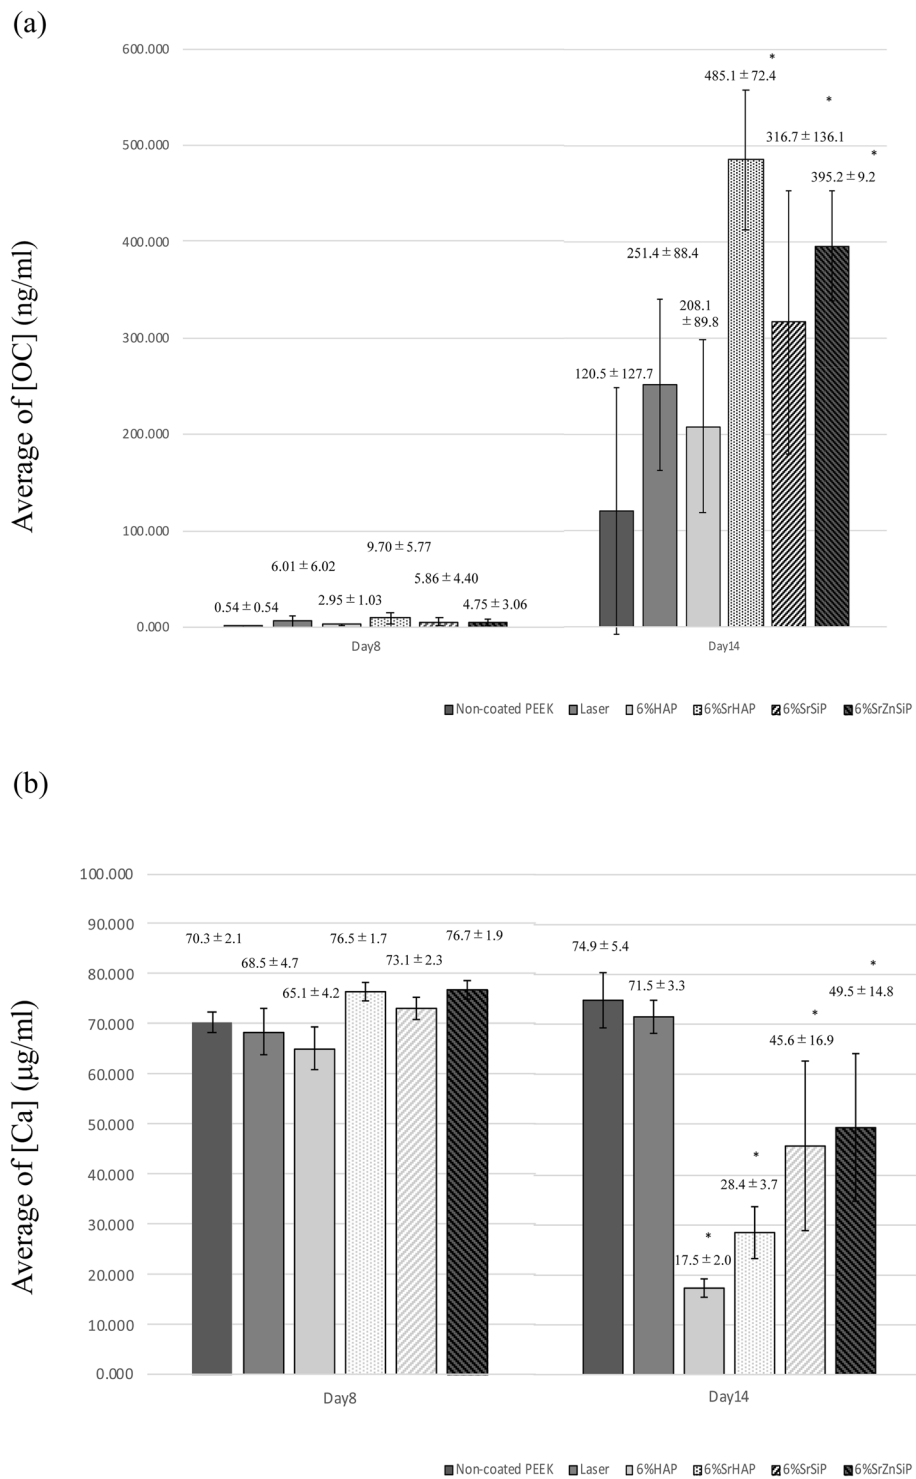 (a)
Average of [OC] (ng/ml)
600.000
500.000
400.000
300.000
200.000
100.000
0.000
0.54 ± 0.54
6.01 ± 6.02
2.95 ± 1.03
9.70 ± 5.77
5.86 ± 4.40
4.75 ± 3.06
120.5 ± 127.7
251.4 ± 88.4
208.1
± 89.8
*
485.1 ± 72.4
*
316.7 ± 136.1
*
395.2 ± 9.2
Day8
Day14
Non-coated PEEK Laser 6%HAP 6%SrHAP 6%SrSiP 6%SrZnSiP
(b)
Average of [Ca] (μg/ml)
100.000
90.000
80.000
70.000
60.000
50.000
40.000
30.000
20.000
10.000
0.000
70.3 ± 2.1
68.5 ± 4.7
65.1 ± 4.2
76.5 ± 1.7
73.1 ± 2.3
76.7 ± 1.9
74.9 ± 5.4
71.5 ± 3.3
*
17.5 ± 2.0
*
28.4 ± 3.7
*
45.6 ± 16.9
*
49.5 ± 14.8
Day8
Day14
Non-coated PEEK Laser 6%HAP 6%SrHAP 6%SrSiP 6%SrZnSiP